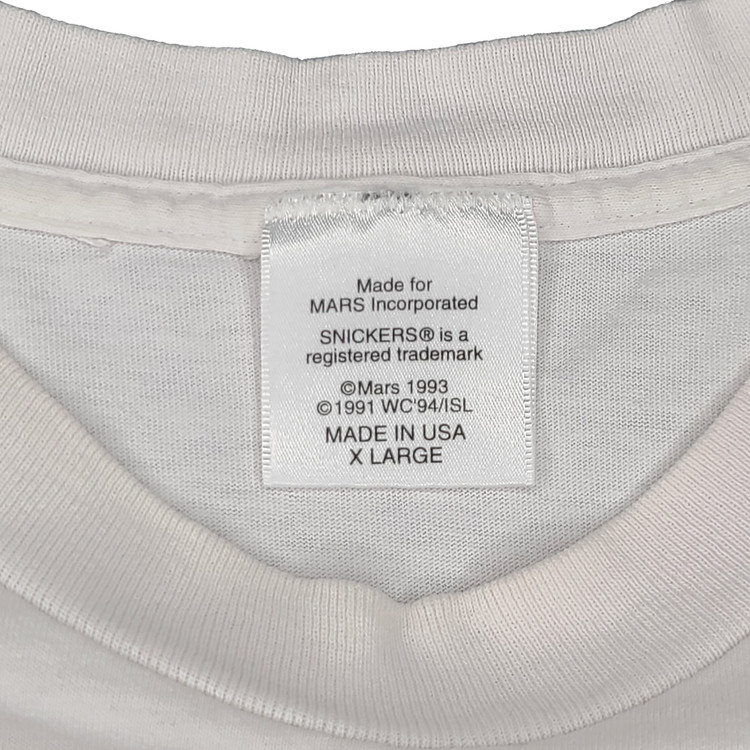 Made for
MARS Incorporated
SNICKERS® is a
registered trademark
©Mars 1993
©1991 WC'94/ISL
MADE IN USA
X LARGE